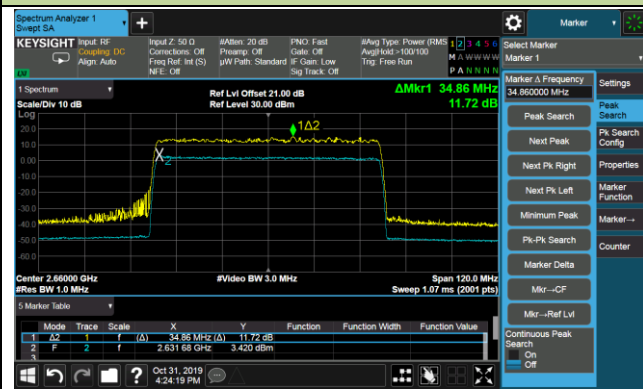 Spectrum Analyzer 1
Swept SA
+
Marker
KEYSIGHT
Input: RF
Coupling: DC
Align: Auto
Input Z: 50 Ω
Corrections: Off
Freq Ref: Int (S)
NFE: Off
#Atten: 20 dB
Preamp: Off
µW Path: Standard
PNO: Fast
Gate: Off
IF Gain: Low
Sig Track: Off
#Avg Type: Power (RMS
Avg|Hold:>100/100
Trig: Free Run
1 2 3 4 5 6
M A W W W W
P A N N N N
Select Marker
Marker 1
1 Spectrum
Scale/Div 10 dB
Log
Ref Lvl Offset 21.00 dB
Ref Level 30.00 dBm
ΔMkr1 34.86 MHz
11.72 dB
20.0
10.0
0.00
-10.0
-20.0
-30.0
-40.0
-50.0
-60.0
1Δ2
X2
Center 2.66000 GHz
#Res BW 1.0 MHz
#Video BW 3.0 MHz
Span 120.0 MHz
Sweep 1.07 ms (2001 pts)
5 Marker Table
Mode Trace Scale X Y Function Function Width Function Value
1 Δ2 1 f (Δ) 34.86 MHz (Δ) 11.72 dB
2 F 2 f 2.631 68 GHz 3.420 dBm
3
Oct 31, 2019
4:24:19 PM
Marker Δ Frequency
34.860000 MHz
Peak Search
Next Peak
Next Pk Right
Next Pk Left
Minimum Peak
Pk-Pk Search
Marker Delta
Mkr→CF
Mkr→Ref Lvl
Continuous Peak
Search
On
Off
Settings
Peak
Search
Pk Search
Config
Properties
Marker
Function
Marker→
Counter